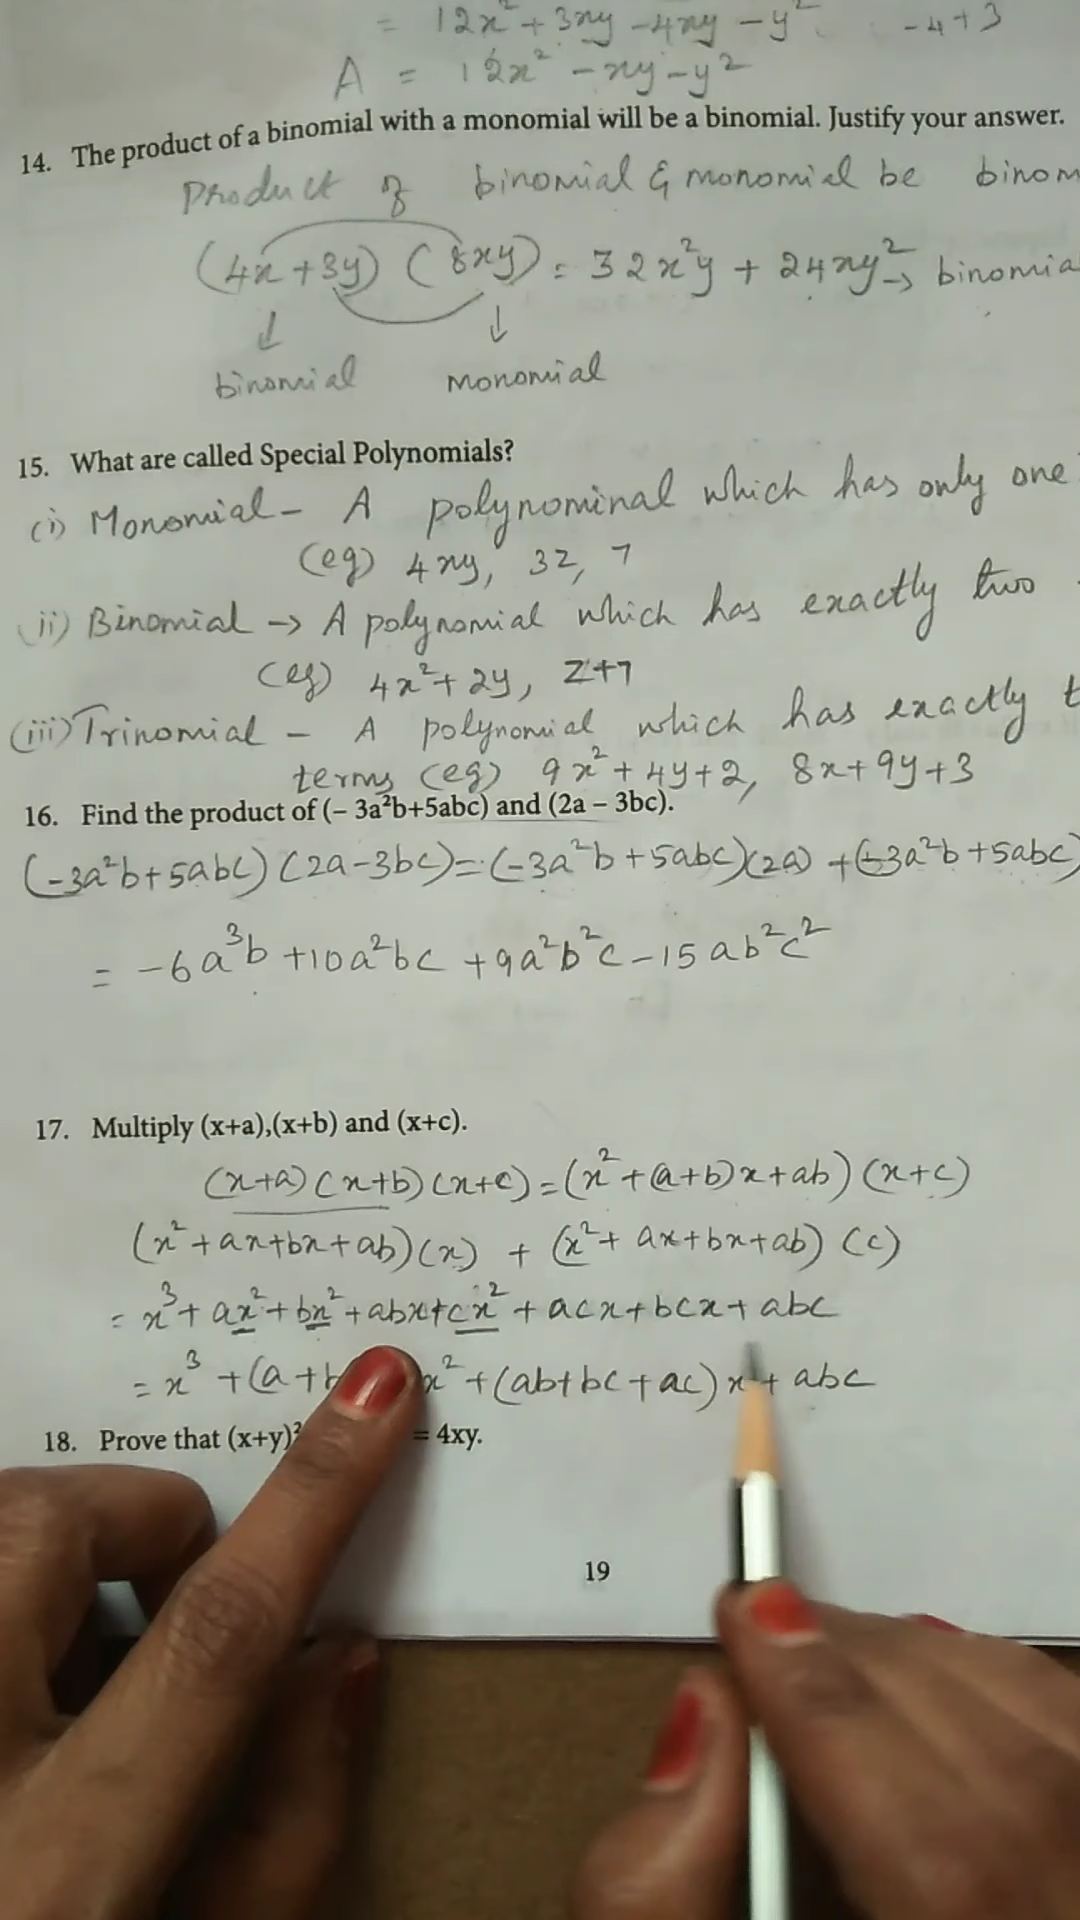 = 12x² + 3xy - 4xy - y² -4+3
A = 12x² - xy - y²
14. The product of a binomial with a monomial will be a binomial. Justify your answer.
Product of binomial & monomial be binom
(4x + 3y) (8xy) = 32x²y + 24xy² → binomia
↓ ↓
binomial monomial
15. What are called Special Polynomials?
(i) Monomial - A polynominal which has only one
(eg) 4xy, 3z, 7
(ii) Binomial → A polynomial which has exactly two
(eg) 4x² + 2y, z+7
(iii) Trinomial - A polynomial which has exactly t
terms (eg) 9x² + 4y + 2, 8x + 9y + 3
16. Find the product of (– 3a²b+5abc) and (2a – 3bc).
(-3a²b + 5abc) (2a - 3bc) = (-3a²b + 5abc)(2a) + (-3a²b + 5abc)
= -6a³b + 10a²bc + 9a²b²c - 15ab²c²
17. Multiply (x+a),(x+b) and (x+c).
(x+a) (x+b) (x+c) = (x² + (a+b)x + ab) (x+c)
(x² + ax + bx + ab) (x) + (x² + ax + bx + ab) (c)
= x³ + ax² + bx² + abx + cx² + acx + bcx + abc
= x³ + (a+b x² + (ab + bc + ac) x + abc
18. Prove that (x+y)² = 4xy.
19